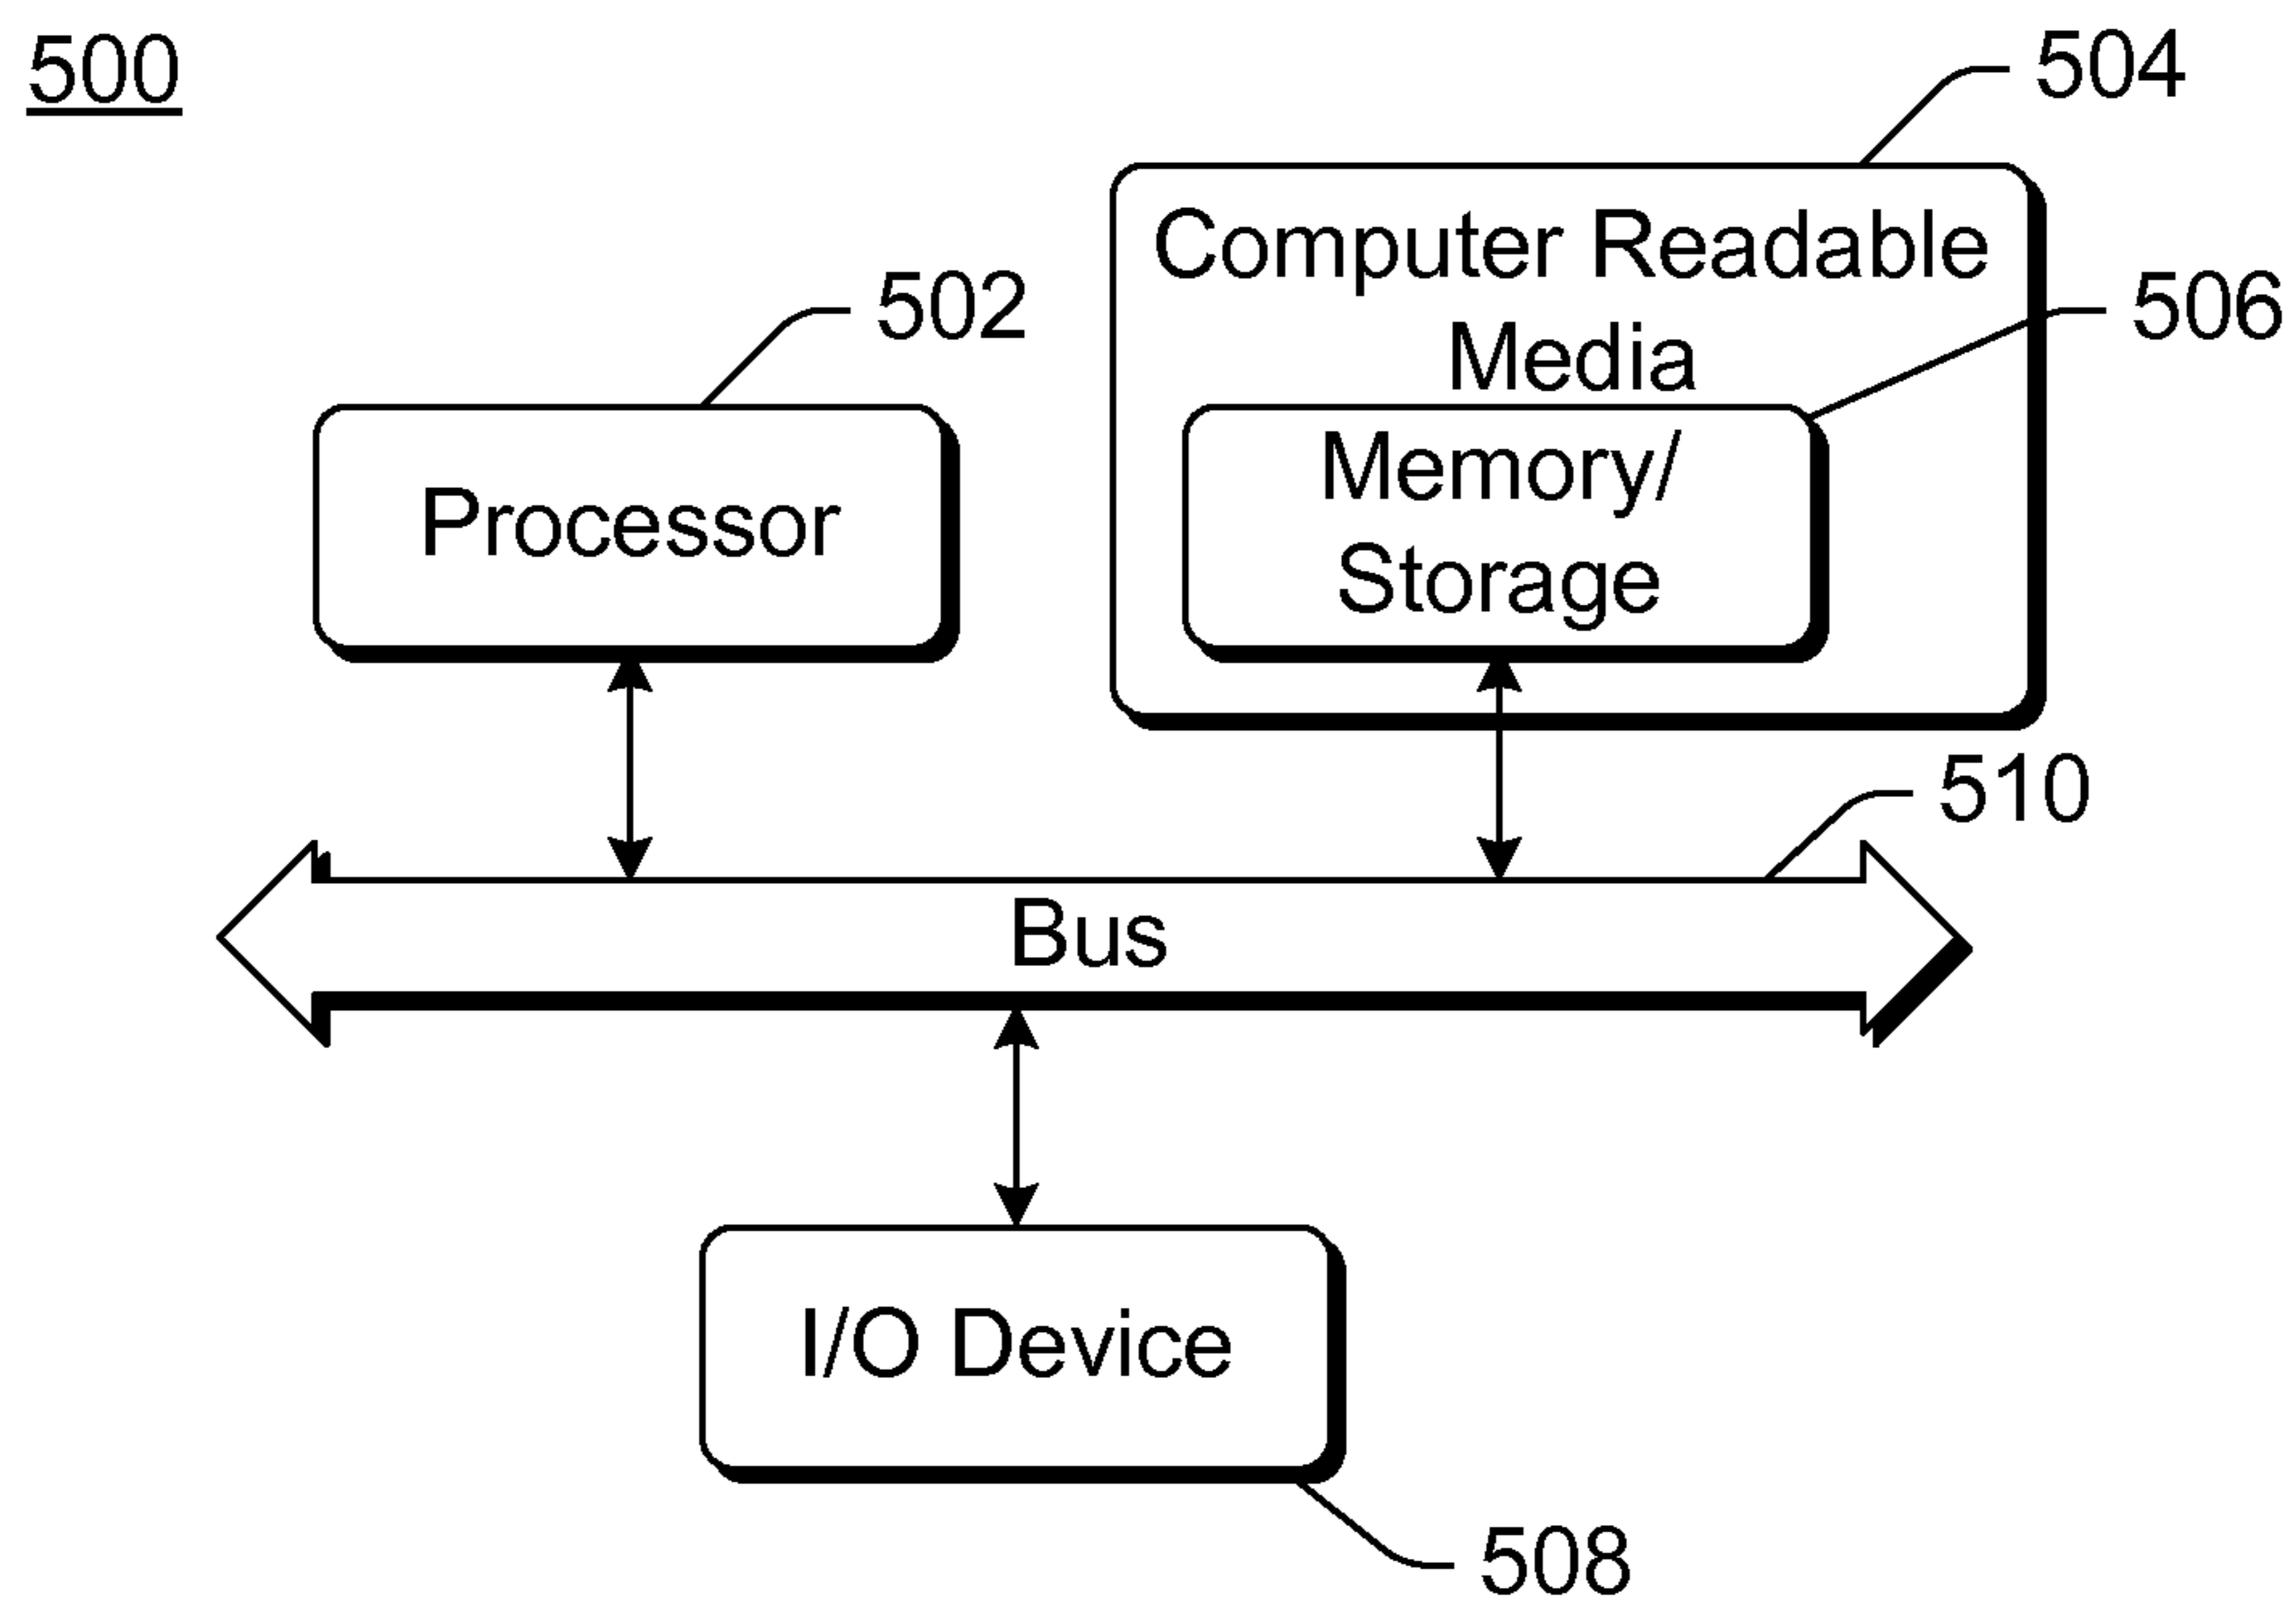 500
504
Computer Readable
Media
506
502
Processor
Memory/
Storage
510
Bus
I/O Device
508